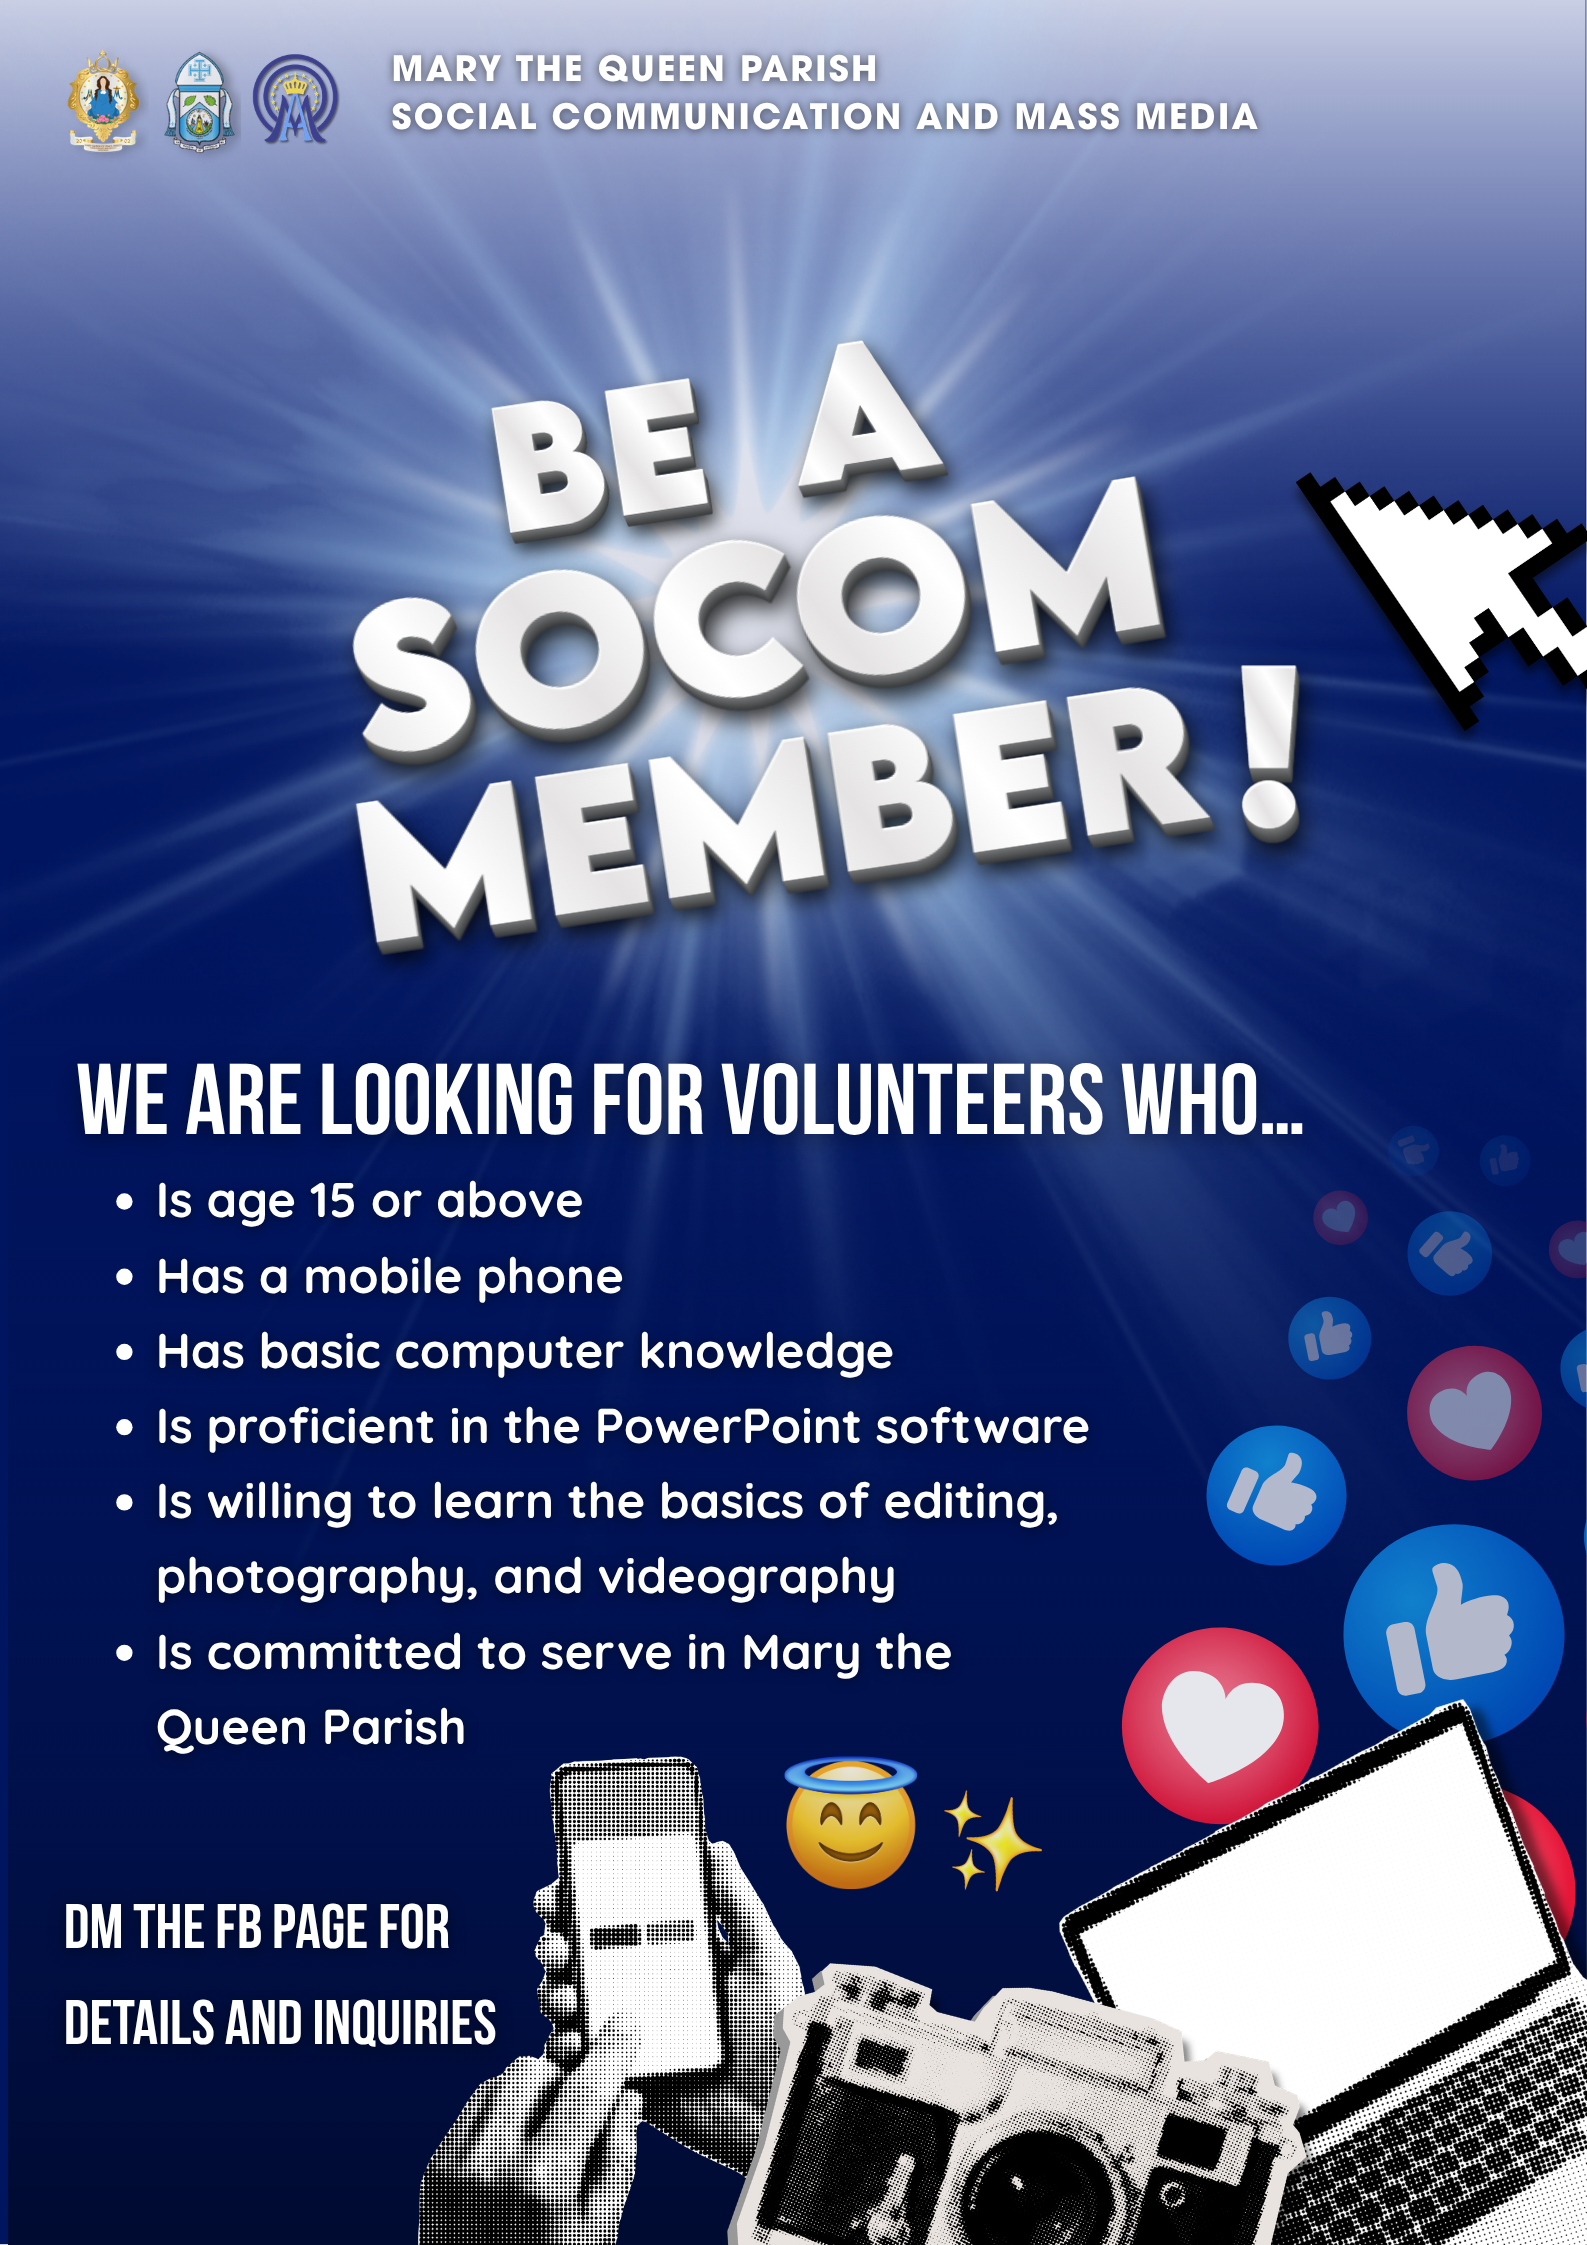 MARY THE QUEEN PARISH
SOCIAL COMMUNICATION AND MASS MEDIA
BE A
SOCOM
MEMBER!
WE ARE LOOKING FOR VOLUNTEERS WHO...
• Is age 15 or above
• Has a mobile phone
• Has basic computer knowledge
• Is proficient in the PowerPoint software
• Is willing to learn the basics of editing,
photography, and videography
• Is committed to serve in Mary the
Queen Parish
DM THE FB PAGE FOR
DETAILS AND INQUIRIES